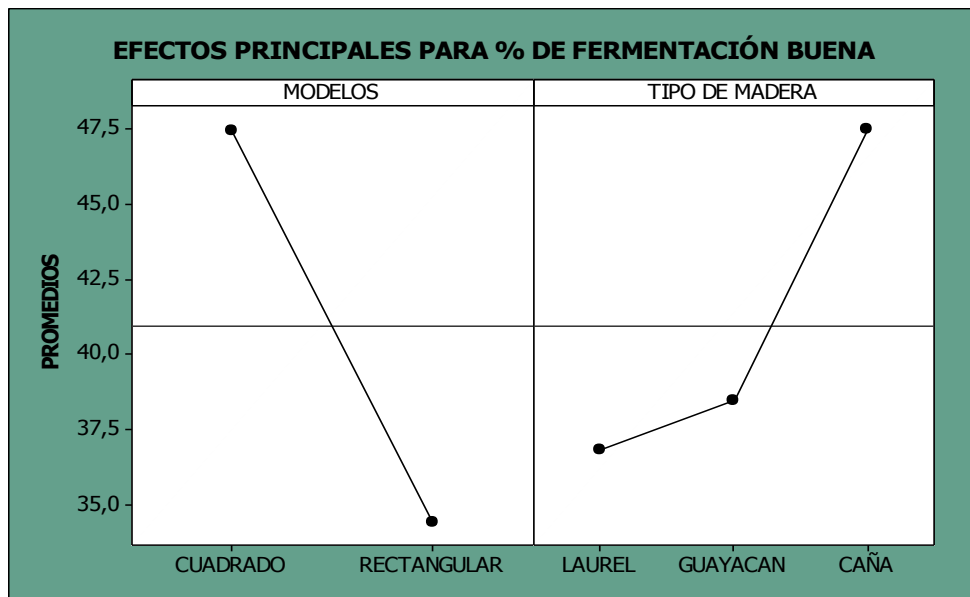 EFECTOS PRINCIPALES PARA % DE FERMENTACIÓN BUENA
MODELOS
TIPO DE MADERA
PROMEDIOS
47,5
45,0
42,5
40,0
37,5
35,0
CUADRADO
RECTANGULAR
LAUREL
GUAYACAN
CAÑA